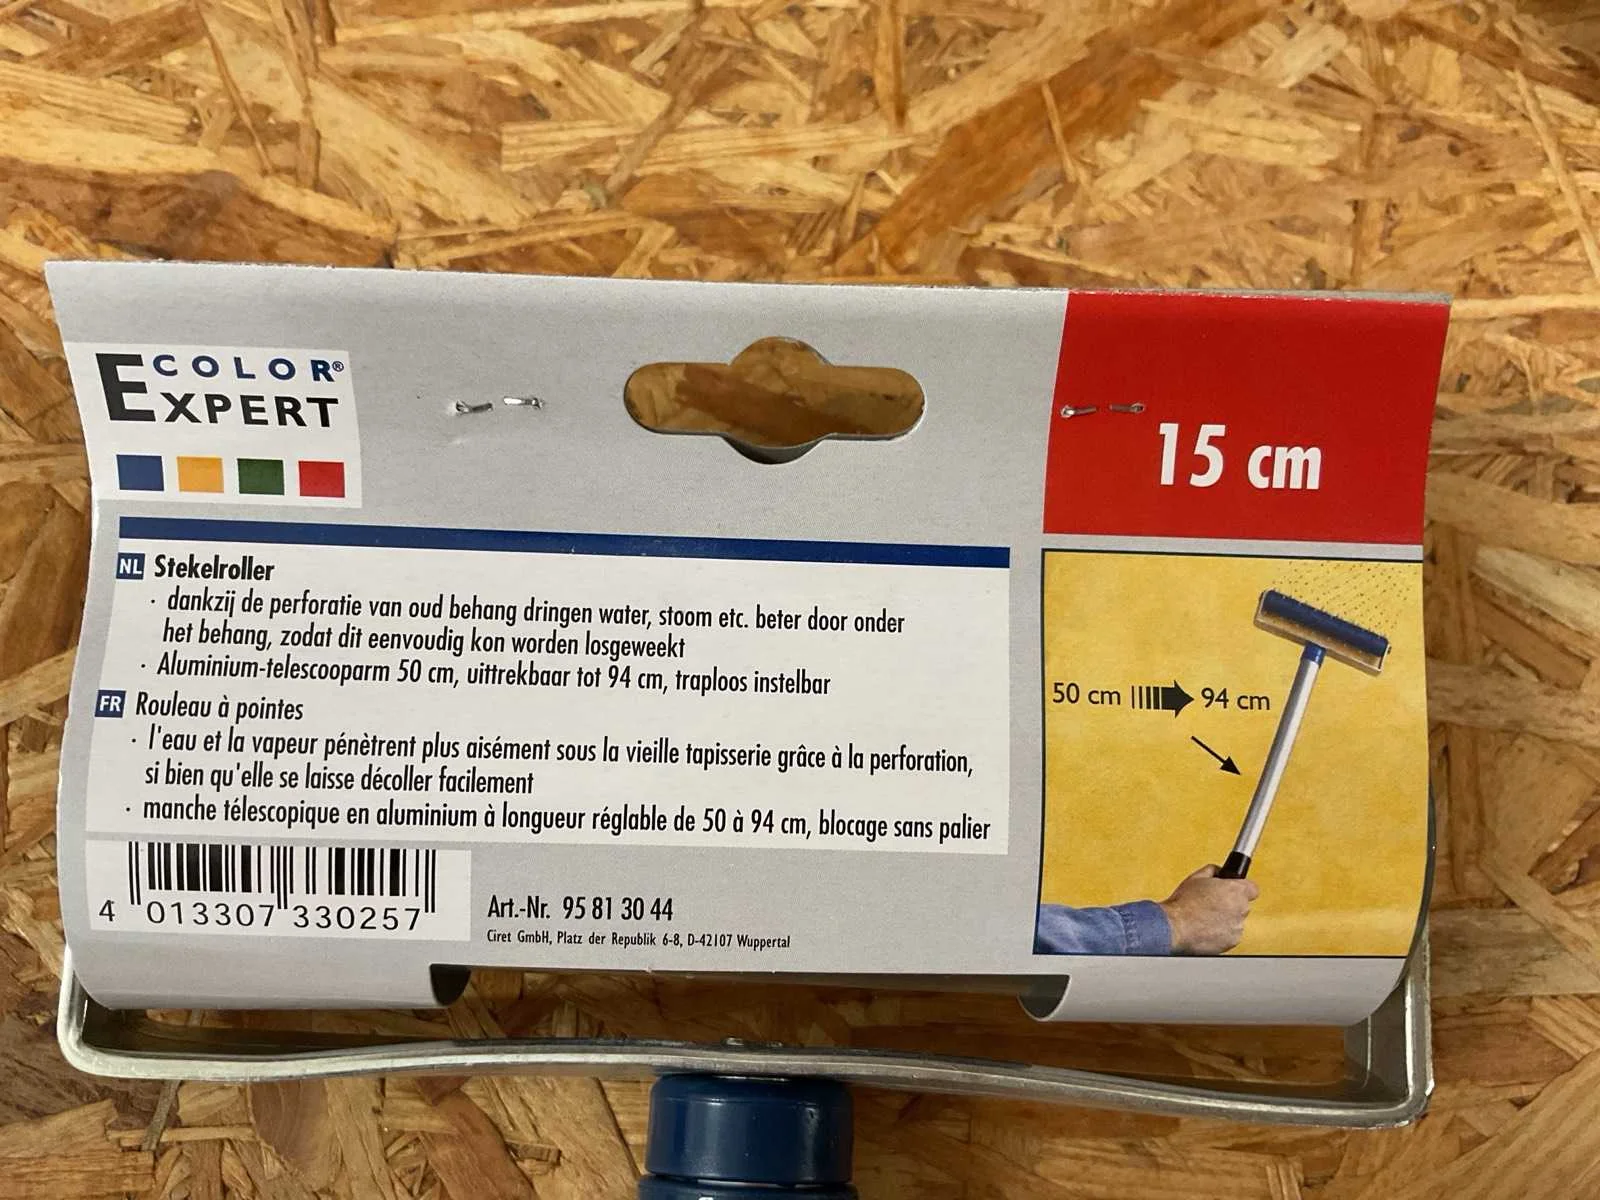 COLOR®
EXPERT
15 cm
NL Stekelroller
· dankzij de perforatie van oud behang dringen water, stoom etc. beter door onder
het behang, zodat dit eenvoudig kon worden losgeweekt
· Aluminium-telescooparm 50 cm, uittrekbaar tot 94 cm, traploos instelbar
FR Rouleau à pointes
· l'eau et la vapeur pénètrent plus aisément sous la vieille tapisserie grâce à la perforation,
si bien qu'elle se laisse décoller facilement
· manche télescopique en aluminium à longueur réglable de 50 à 94 cm, blocage sans palier
50 cm 94 cm
4 013307 330257
Art.-Nr. 95 81 30 44
Ciret GmbH, Platz der Republik 6-8, D-42107 Wuppertal